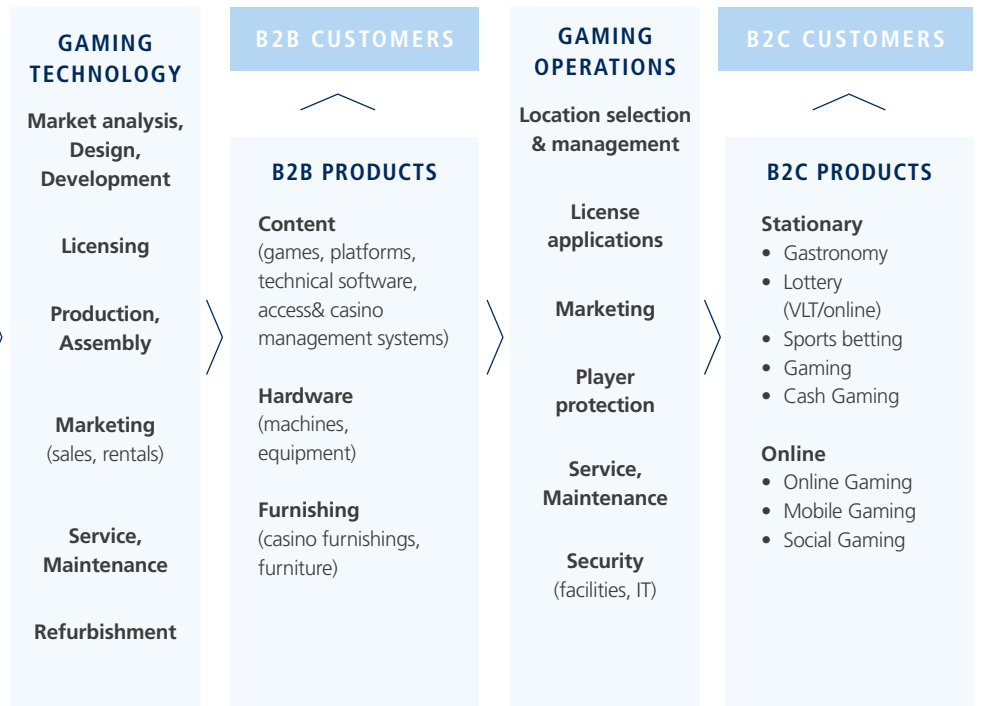 GAMING
TECHNOLOGY
Market analysis,
Design,
Development
Licensing
Production,
Assembly
Marketing
(sales, rentals)
Service,
Maintenance
Refurbishment
B2B CUSTOMERS
B2B PRODUCTS
Content
(games, platforms,
technical software,
access& casino
management systems)
Hardware
(machines,
equipment)
Furnishing
(casino furnishings,
furniture)
GAMING
OPERATIONS
Location selection
& management
License
applications
Marketing
Player
protection
Service,
Maintenance
Security
(facilities, IT)
B2C CUSTOMERS
B2C PRODUCTS
Stationary
• Gastronomy
• Lottery
(VLT/online)
• Sports betting
• Gaming
• Cash Gaming
Online
• Online Gaming
• Mobile Gaming
• Social Gaming